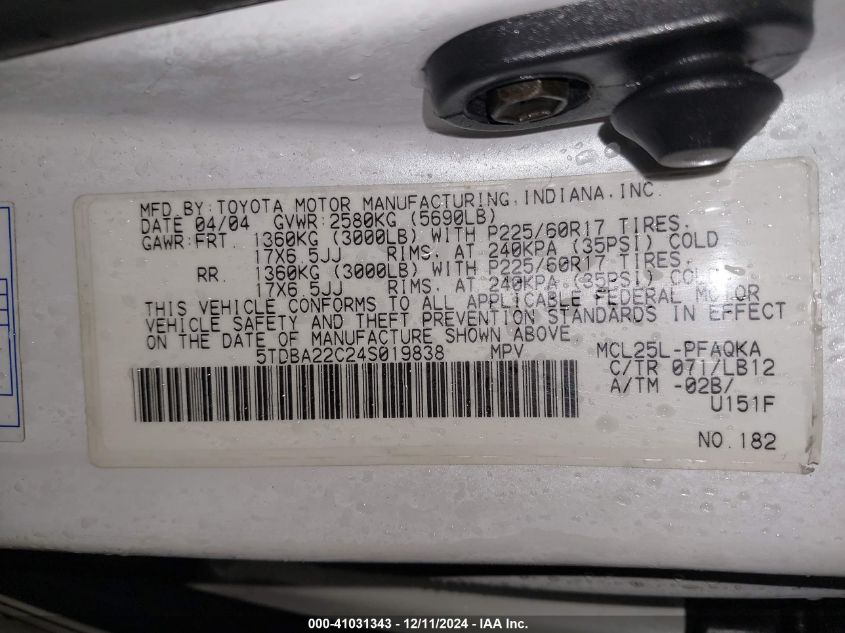 MFD.BY:TOYOTA MOTOR MANUFACTURING,INDIANA,INC.
DATE 04/04 GVWR:2580KG (5690LB)
GAWR:FRT. 1360KG (3000LB) WITH P225/60R17 TIRES.
17X6.5JJ RIMS. AT 240KPA (35PSI) COLD
RR. 1360KG (3000LB) WITH P225/60R17 TIRES.
17X6.5JJ RIMS. AT 240KPA (35PSI) COLD
THIS VEHICLE CONFORMS TO ALL APPLICABLE FEDERAL MOTOR
VEHICLE SAFETY AND THEFT PREVENTION STANDARDS IN EFFECT
ON THE DATE OF MANUFACTURE SHOWN ABOVE.
5TDBA22C24S019838 MPV MCL25L-PFAQKA
C/TR 071/LB12
A/TM -02B/
U151F
NO.182
000-41031343 - 12/11/2024 - © IAA Inc.